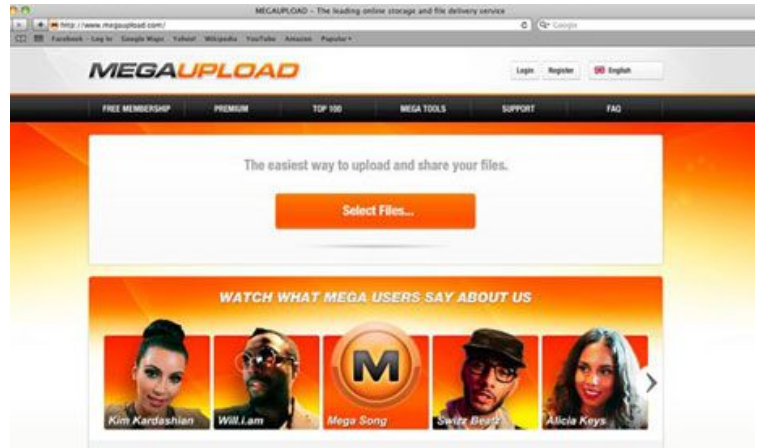 MEGAUPLOAD - The leading online storage and file delivery service
http://www.megaupload.com/
Google
Facebook - Log In Google Maps Yahoo! Wikipedia YouTube Amazon Popular
MEGAUPLOAD
Login Register English
FREE MEMBERSHIP PREMIUM TOP 100 MEGA TOOLS SUPPORT FAQ
The easiest way to upload and share your files.
Select Files...
WATCH WHAT MEGA USERS SAY ABOUT US
M
Kim Kardashian Will.i.am Mega Song Swizz Beatz Alicia Keys